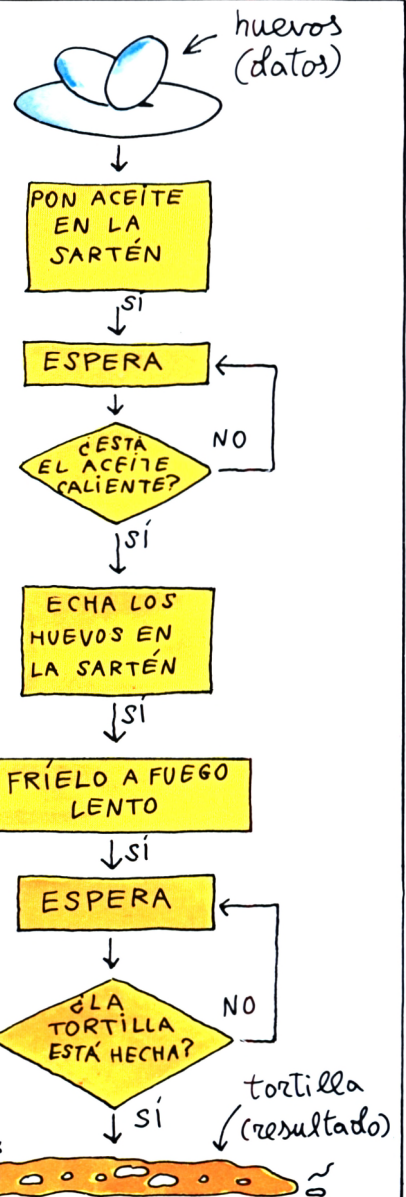 huevos
(datos)
PON ACEITE
EN LA
SARTÉN
SÍ
ESPERA
¿ESTÁ
EL ACEITE
CALIENTE?
NO
SÍ
ECHA LOS
HUEVOS EN
LA SARTÉN
SÍ
FRÍELO A FUEGO
LENTO
SÍ
ESPERA
¿LA
TORTILLA
ESTÁ HECHA?
NO
SÍ
tortilla
(resultado)